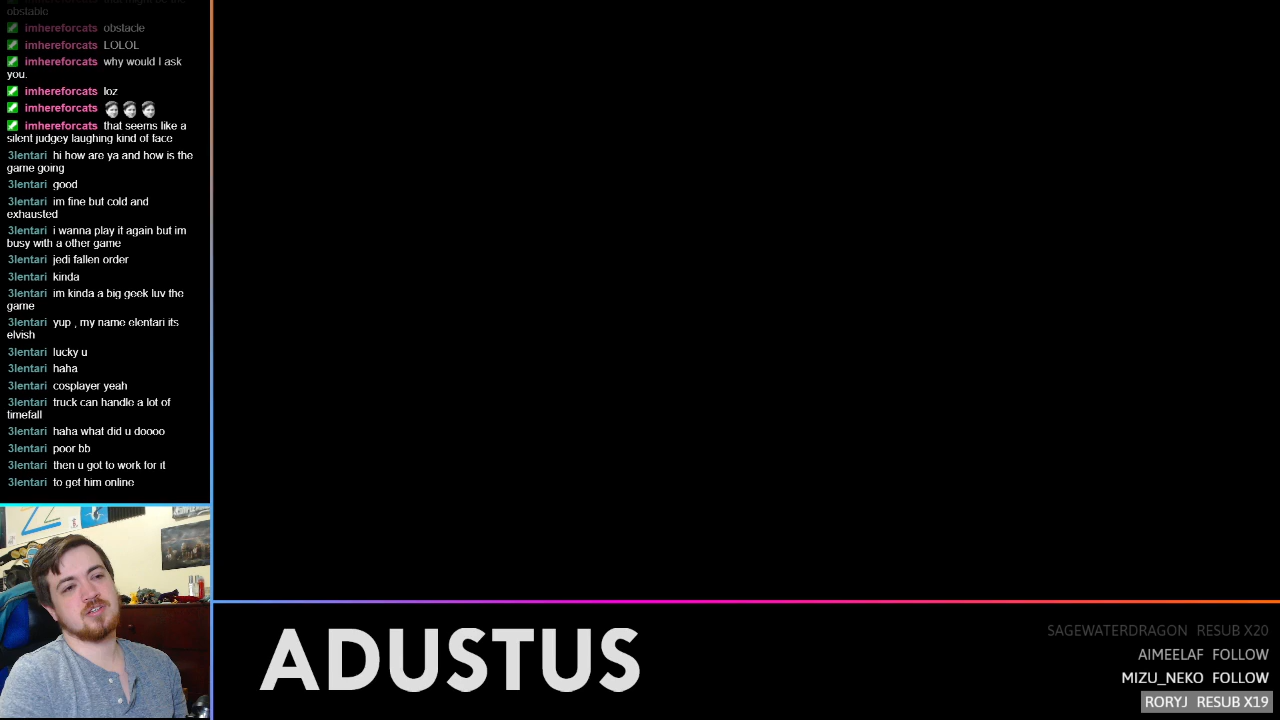 obstable
imhereforcats obstacle
imhereforcats LOLOL
imhereforcats why would I ask
you.
imhereforcats loz
imhereforcats
imhereforcats that seems like a
silent judgey laughing kind of face
3lentari hi how are ya and how is the
game going
3lentari good
3lentari im fine but cold and
exhausted
3lentari i wanna play it again but im
busy with a other game
3lentari jedi fallen order
3lentari kinda
3lentari im kinda a big geek luv the
game
3lentari yup , my name elentari its
elvish
3lentari lucky u
3lentari haha
3lentari cosplayer yeah
3lentari truck can handle a lot of
timefall
3lentari haha what did u doooo
3lentari poor bb
3lentari then u got to work for it
3lentari to get him online
ADUSTUS
SAGEWATERDRAGON RESUB X20
AIMEELAF FOLLOW
MIZU_NEKO FOLLOW
RORYJ RESUB X19